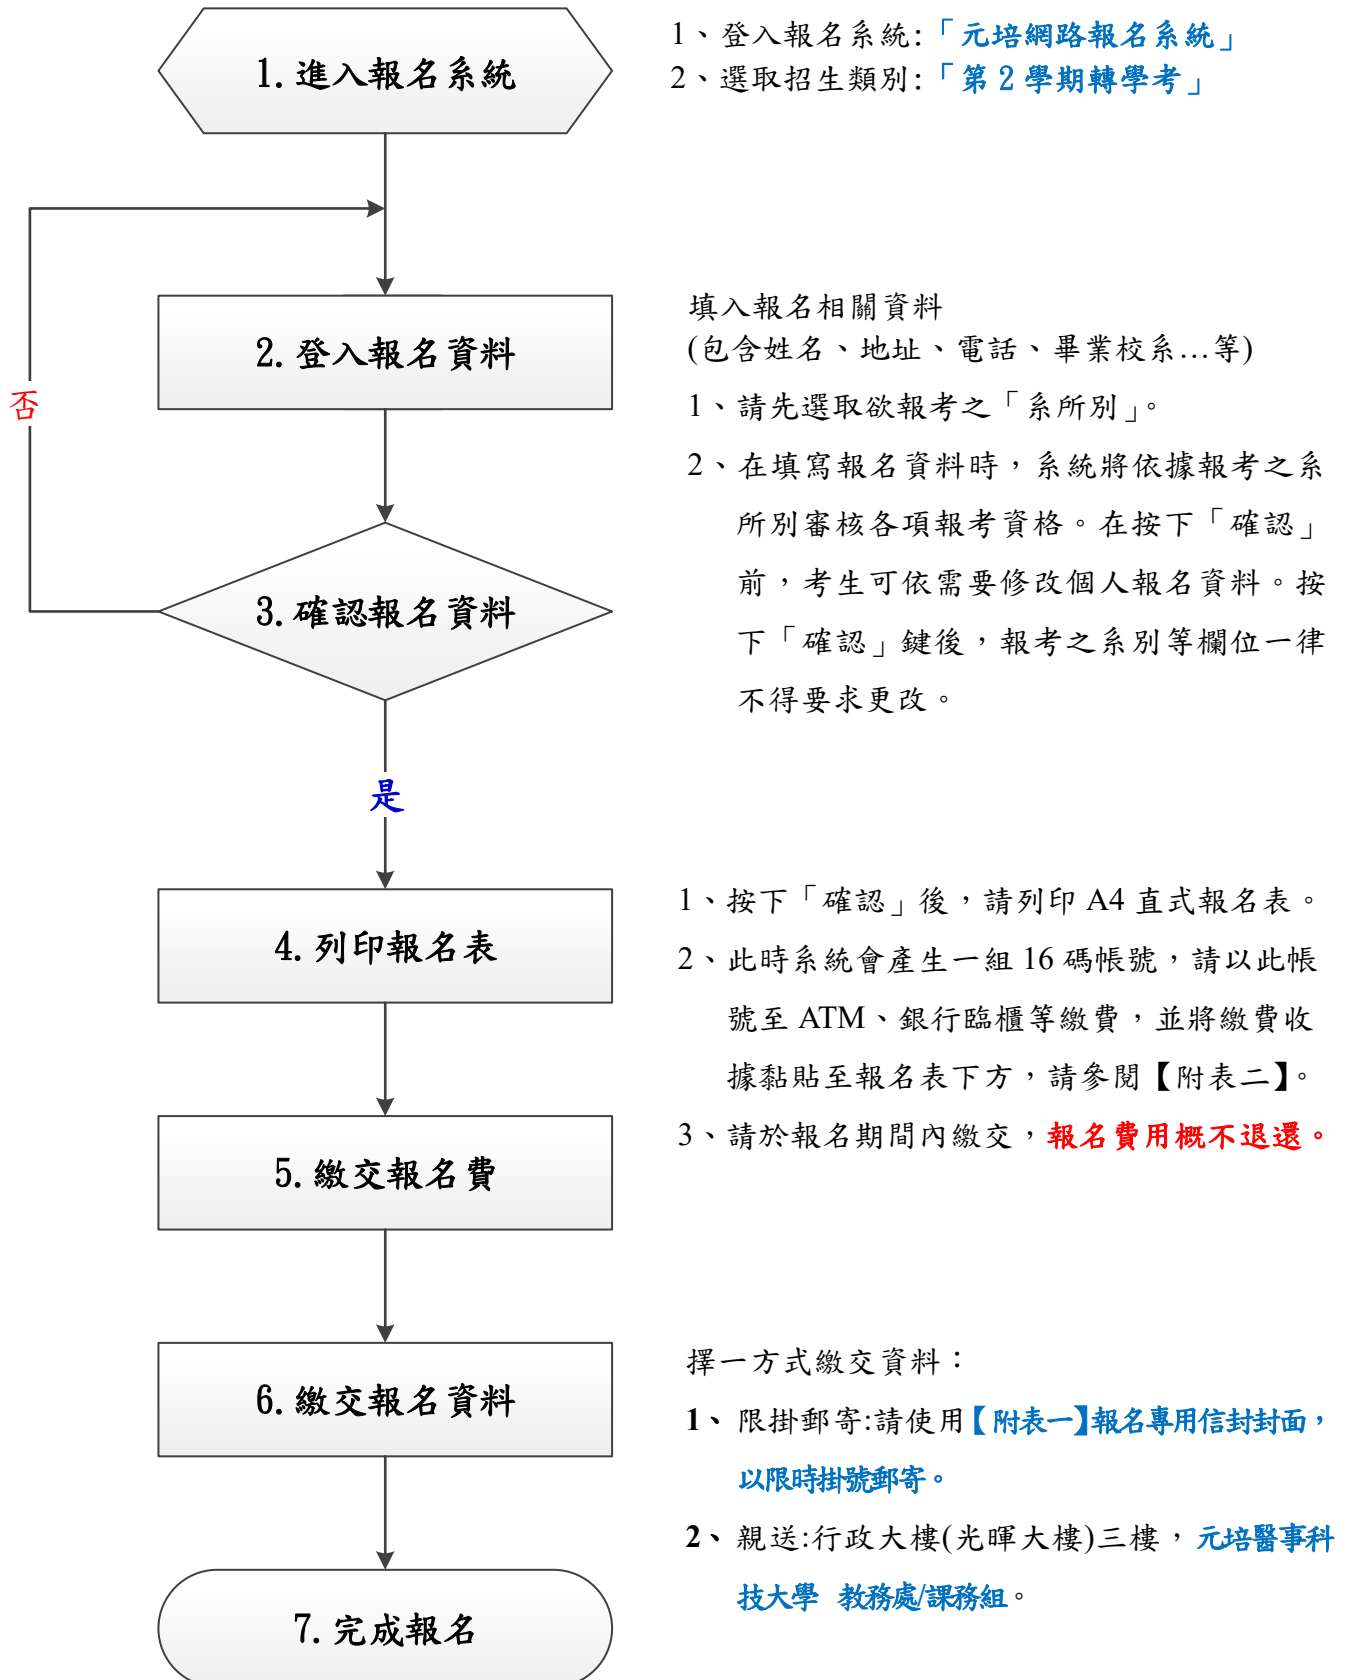 1.進入報名系統
1、登入報名系統:「元培網路報名系統」
2、選取招生類別:「第 2 學期轉學考」
2.登入報名資料
填入報名相關資料
(包含姓名、地址、電話、畢業校系…等)
1、請先選取欲報考之「系所別」。
2、在填寫報名資料時，系統將依據報考之系
所別審核各項報考資格。在按下「確認」
前，考生可依需要修改個人報名資料。按
下「確認」鍵後，報考之系別等欄位一律
不得要求更改。
否
3.確認報名資料
是
4.列印報名表
1、按下「確認」後，請列印 A4 直式報名表。
2、此時系統會產生一組 16 碼帳號，請以此帳
號至 ATM、銀行臨櫃等繳費，並將繳費收
據黏貼至報名表下方，請參閱【附表二】。
3、請於報名期間內繳交，報名費用概不退還。
5.繳交報名費
6.繳交報名資料
擇一方式繳交資料：
1、限掛郵寄:請使用【附表一】報名專用信封封面，
以限時掛號郵寄。
2、親送:行政大樓(光暉大樓)三樓，元培醫事科
技大學 教務處/課務組。
7.完成報名